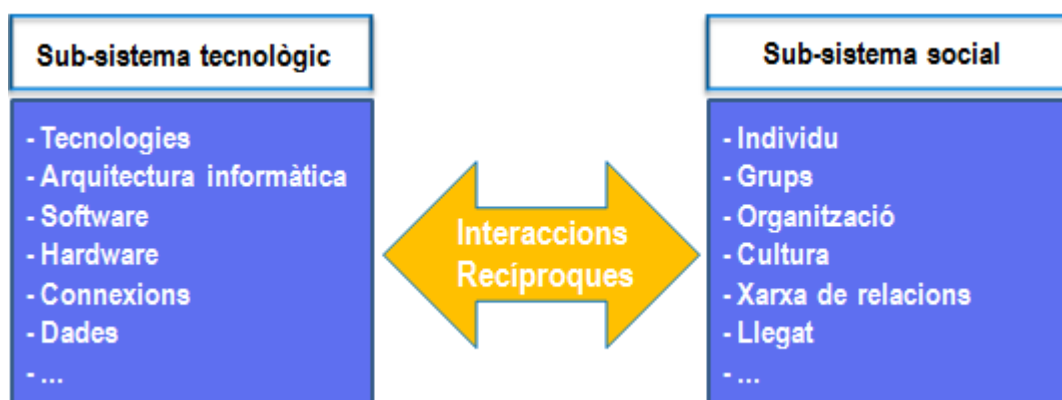 Sub-sistema tecnològic
- Tecnologies
- Arquitectura informàtica
- Software
- Hardware
- Connexions
- Dades
- ...
Interaccions
Recíproques
Sub-sistema social
- Individu
- Grups
- Organització
- Cultura
- Xarxa de relacions
- Llegat
- ...